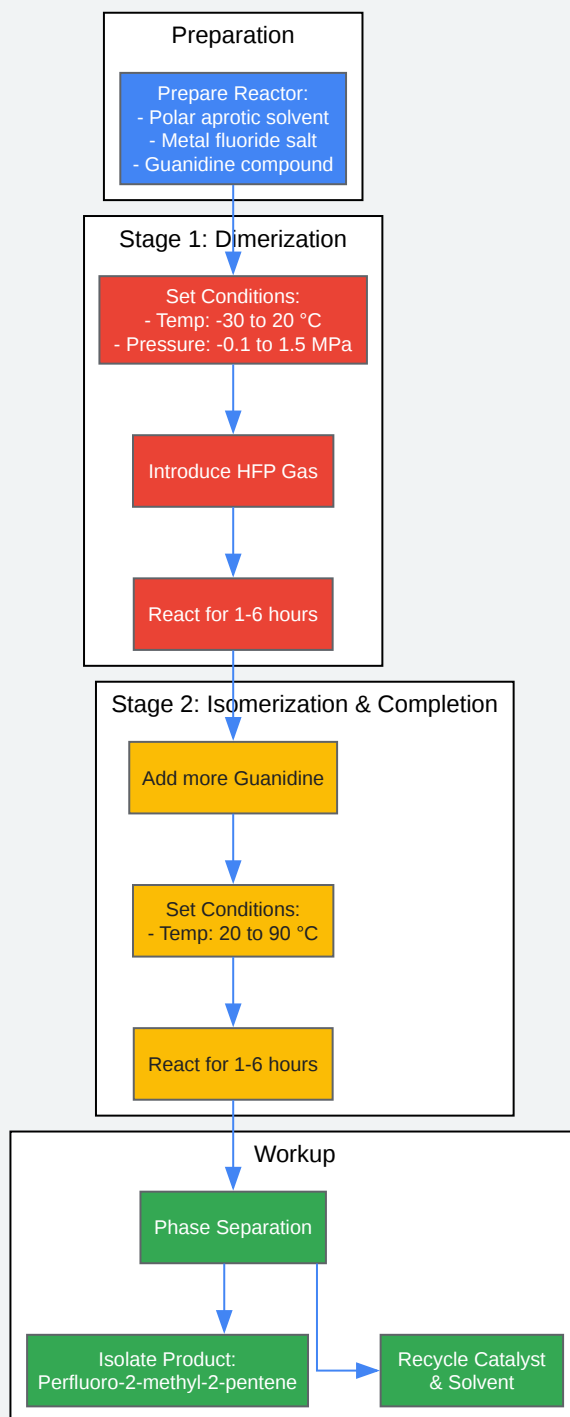 Preparation
Prepare Reactor:
- Polar aprotic solvent
- Metal fluoride salt
- Guanidine compound
Stage 1: Dimerization
Set Conditions:
- Temp: -30 to 20 °C
- Pressure: -0.1 to 1.5 MPa
Introduce HFP Gas
React for 1-6 hours
Stage 2: Isomerization & Completion
Add more Guanidine
Set Conditions:
- Temp: 20 to 90 °C
React for 1-6 hours
Workup
Phase Separation
Isolate Product:
Perfluoro-2-methyl-2-pentene
Recycle Catalyst
& Solvent